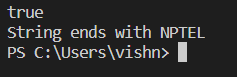 true
String ends with NPTEL
PS C:\Users\vishn>